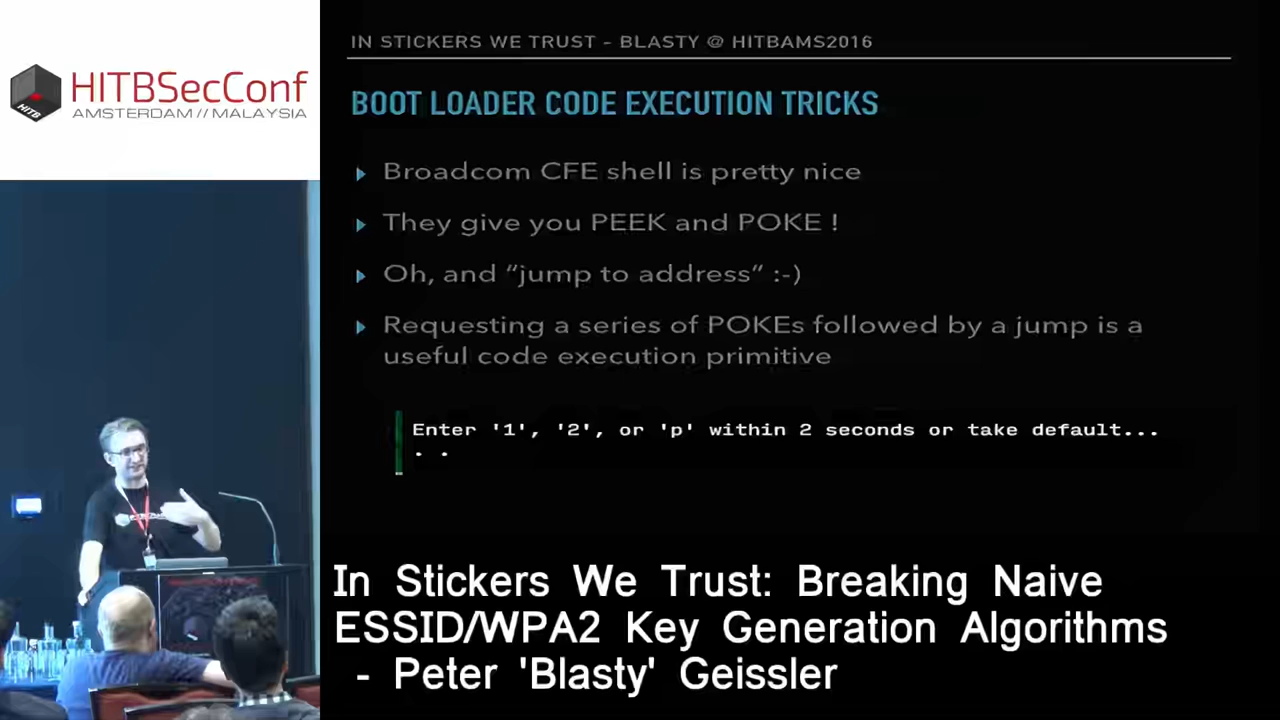 HITBSecConf
AMSTERDAM // MALAYSIA
HITB
IN STICKERS WE TRUST - BLASTY @ HITBAMS2016
BOOT LOADER CODE EXECUTION TRICKS
Broadcom CFE shell is pretty nice
They give you PEEK and POKE !
Oh, and “jump to address” :-)
Requesting a series of POKEs followed by a jump is a
useful code execution primitive
Enter '1', '2', or 'p' within 2 seconds or take default...
. .
In Stickers We Trust: Breaking Naive
ESSID/WPA2 Key Generation Algorithms
- Peter 'Blasty' Geissler